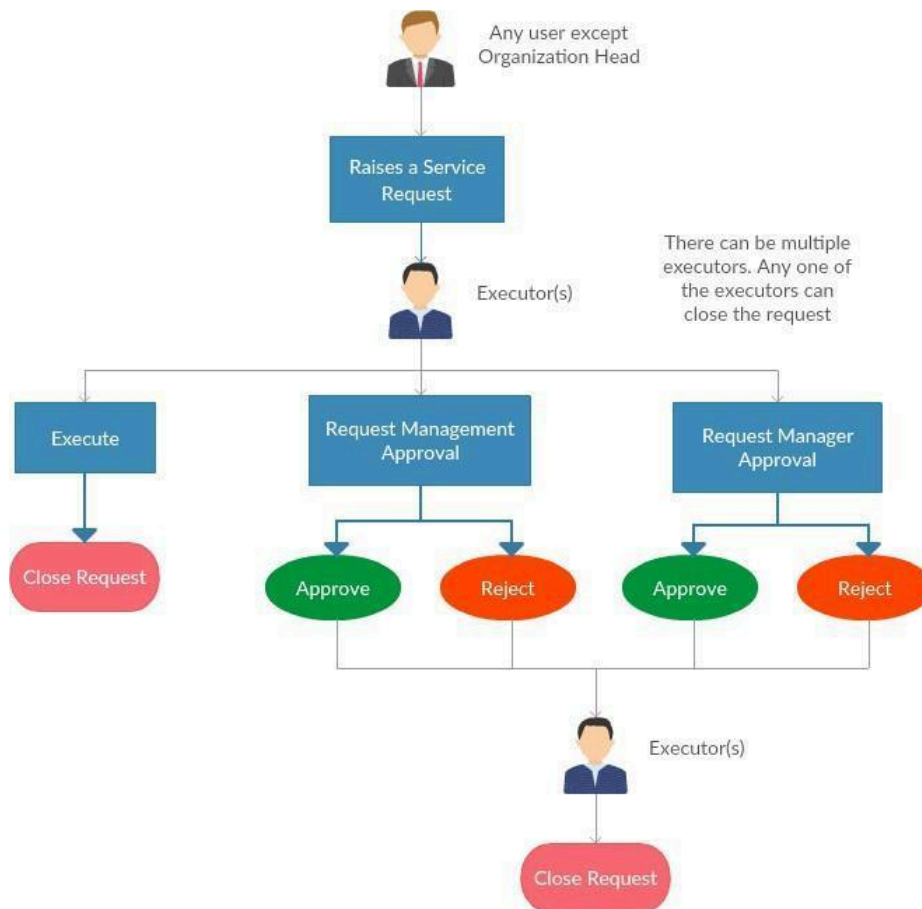 Any user except
Organization Head
Raises a Service
Request
Executor(s)
There can be multiple
executors. Any one of
the executors can
close the request
Execute
Request Management
Approval
Request Manager
Approval
Close Request
Approve
Reject
Approve
Reject
Executor(s)
Close Request